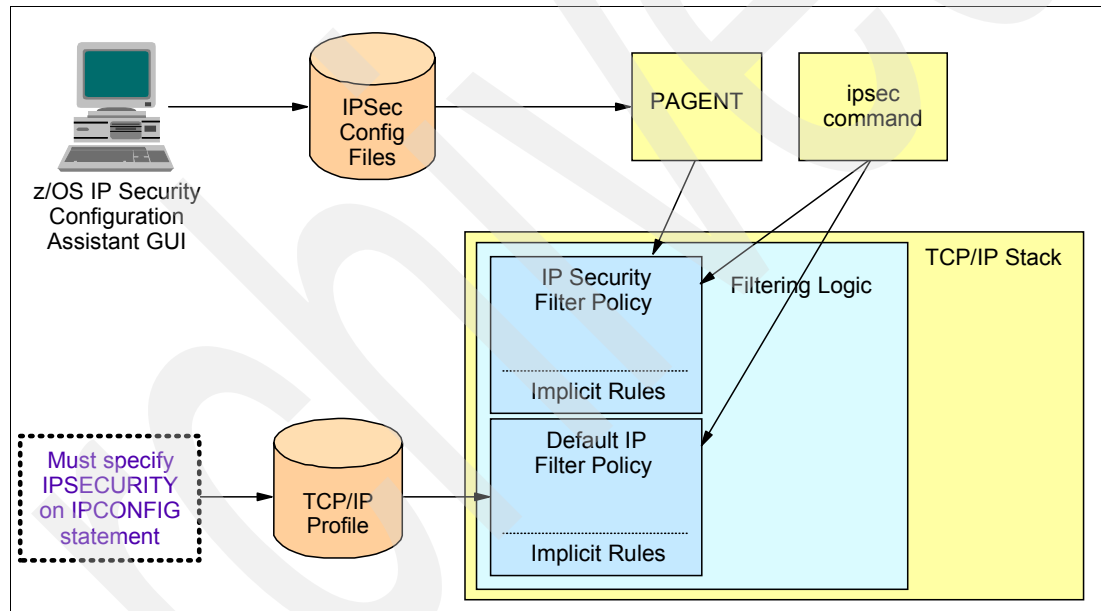 z/OS IP Security
Configuration
Assistant GUI
IPSec
Config
Files
PAGENT
ipsec
command
TCP/IP Stack
Filtering Logic
IP Security
Filter Policy
Implicit Rules
Default IP
Filter Policy
Implicit Rules
Must specify
IPSECURITY
on IPCONFIG
statement
TCP/IP
Profile